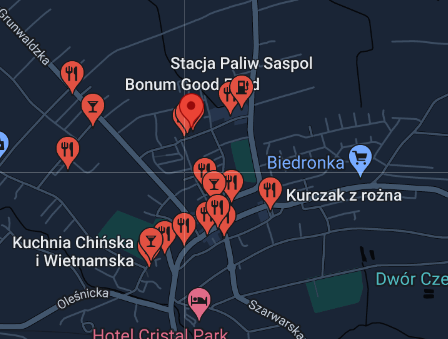 Grunwaldzka
Stacja Paliw Saspol
Bonum Good Food
Biedronka
Kurczak z rożna
Kuchnia Chińska
i Wietnamska
Dwór Cze
Oleśnicka
Szarwarska
Hotel Cristal Park